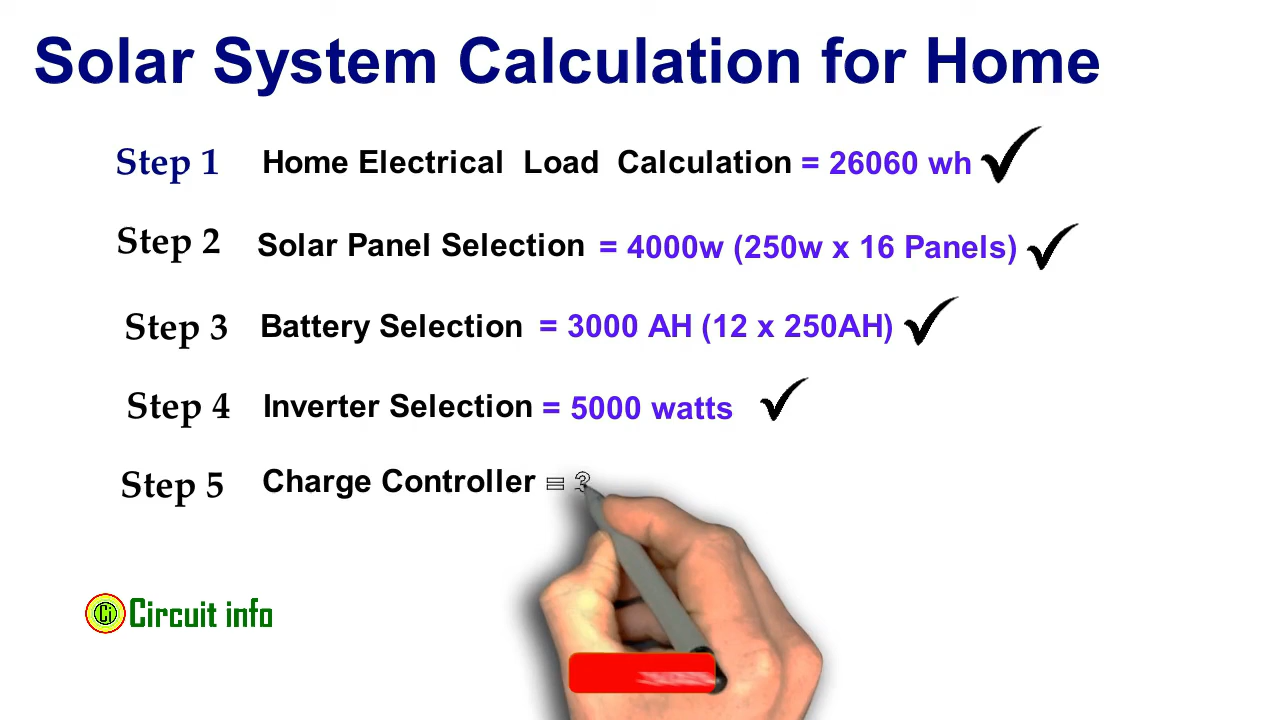 Solar System Calculation for Home
Step 1 Home Electrical Load Calculation = 26060 wh
Step 2 Solar Panel Selection = 4000w (250w x 16 Panels)
Step 3 Battery Selection = 3000 AH (12 x 250AH)
Step 4 Inverter Selection = 5000 watts
Step 5 Charge Controller =
Ci Circuit info